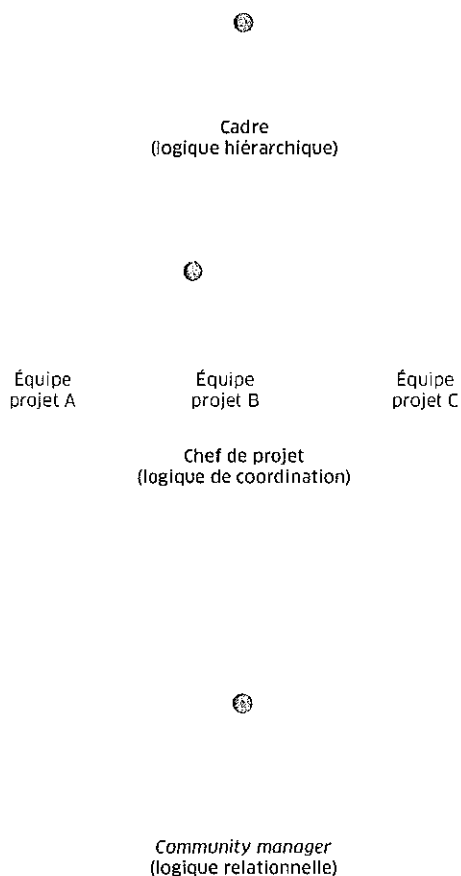 Cadre
(logique hiérarchique)
Équipe
projet A
Équipe
projet B
Équipe
projet C
Chef de projet
(logique de coordination)
Community manager
(logique relationnelle)